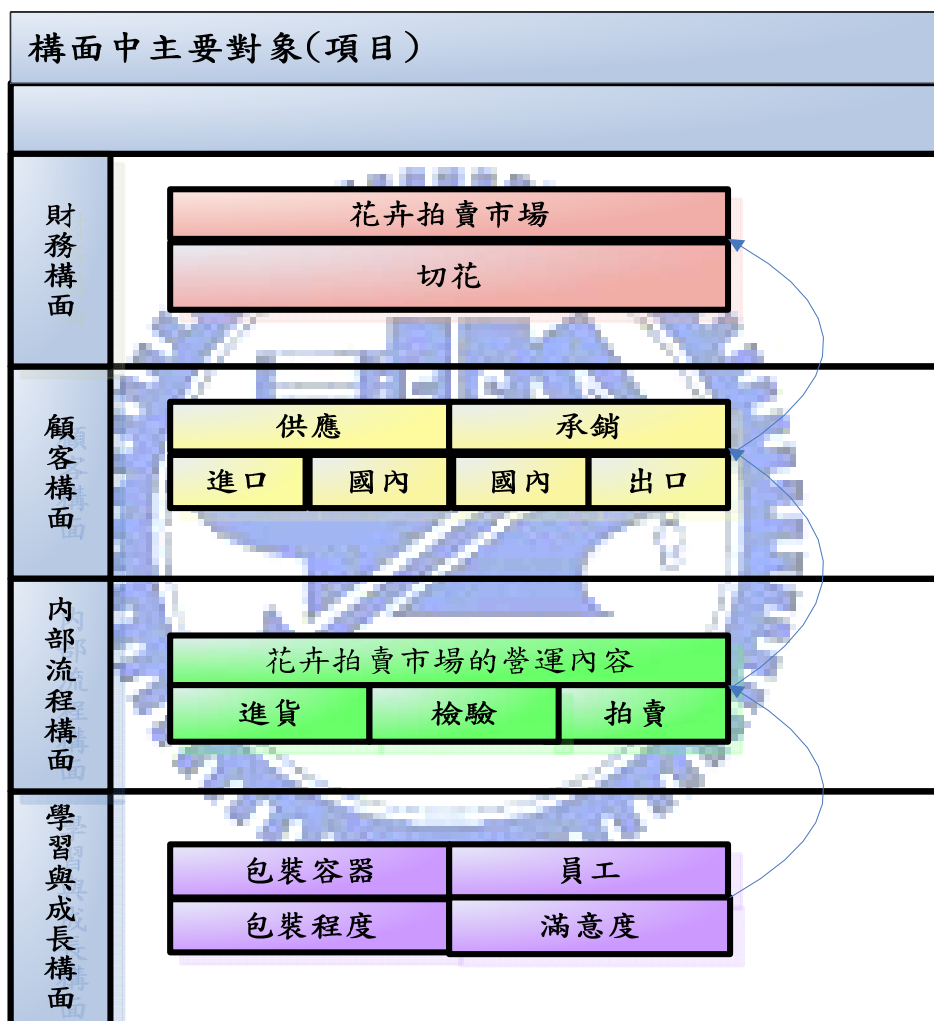 構面中主要對象(項目)
財務構面
花卉拍賣市場
切花
顧客構面
供應 承銷
進口 國內 國內 出口
內部流程構面
花卉拍賣市場的營運內容
進貨 檢驗 拍賣
學習與成長構面
包裝容器 員工
包裝程度 滿意度